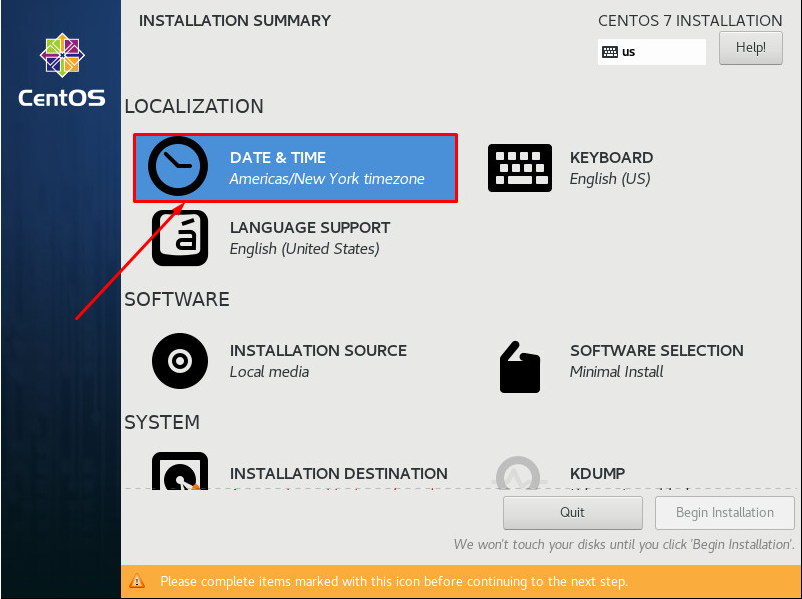 INSTALLATION SUMMARY
CENTOS 7 INSTALLATION
us
Help!
CentOS
LOCALIZATION
DATE & TIME
Americas/New York timezone
KEYBOARD
English (US)
LANGUAGE SUPPORT
English (United States)
SOFTWARE
INSTALLATION SOURCE
Local media
SOFTWARE SELECTION
Minimal Install
SYSTEM
INSTALLATION DESTINATION
KDUMP
Quit
Begin Installation
We won't touch your disks until you click 'Begin Installation'.
Please complete items marked with this icon before continuing to the next step.